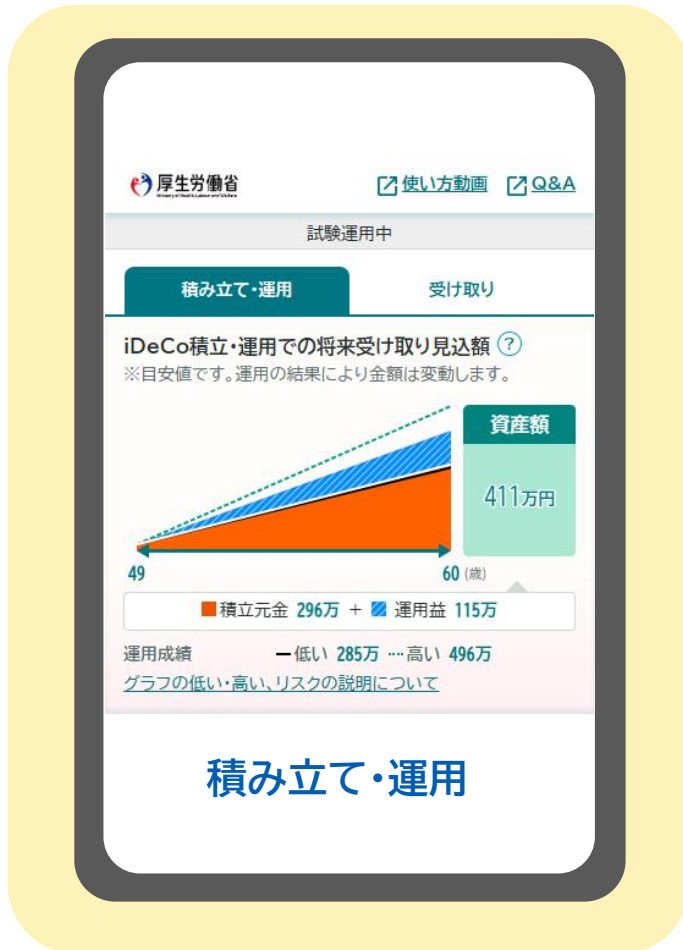 厚生労働省
Ministry of Health, Labour and Welfare
使い方動画 Q&A
試験運用中
積み立て・運用 受け取り
iDeCo積立・運用での将来受け取り見込額 ?
※目安値です。運用の結果により金額は変動します。
資産額
411万円
49 60 (歳)
積立元金 296万 + 運用益 115万
運用成績 低い 285万 高い 496万
グラフの低い・高い、リスクの説明について
積み立て・運用